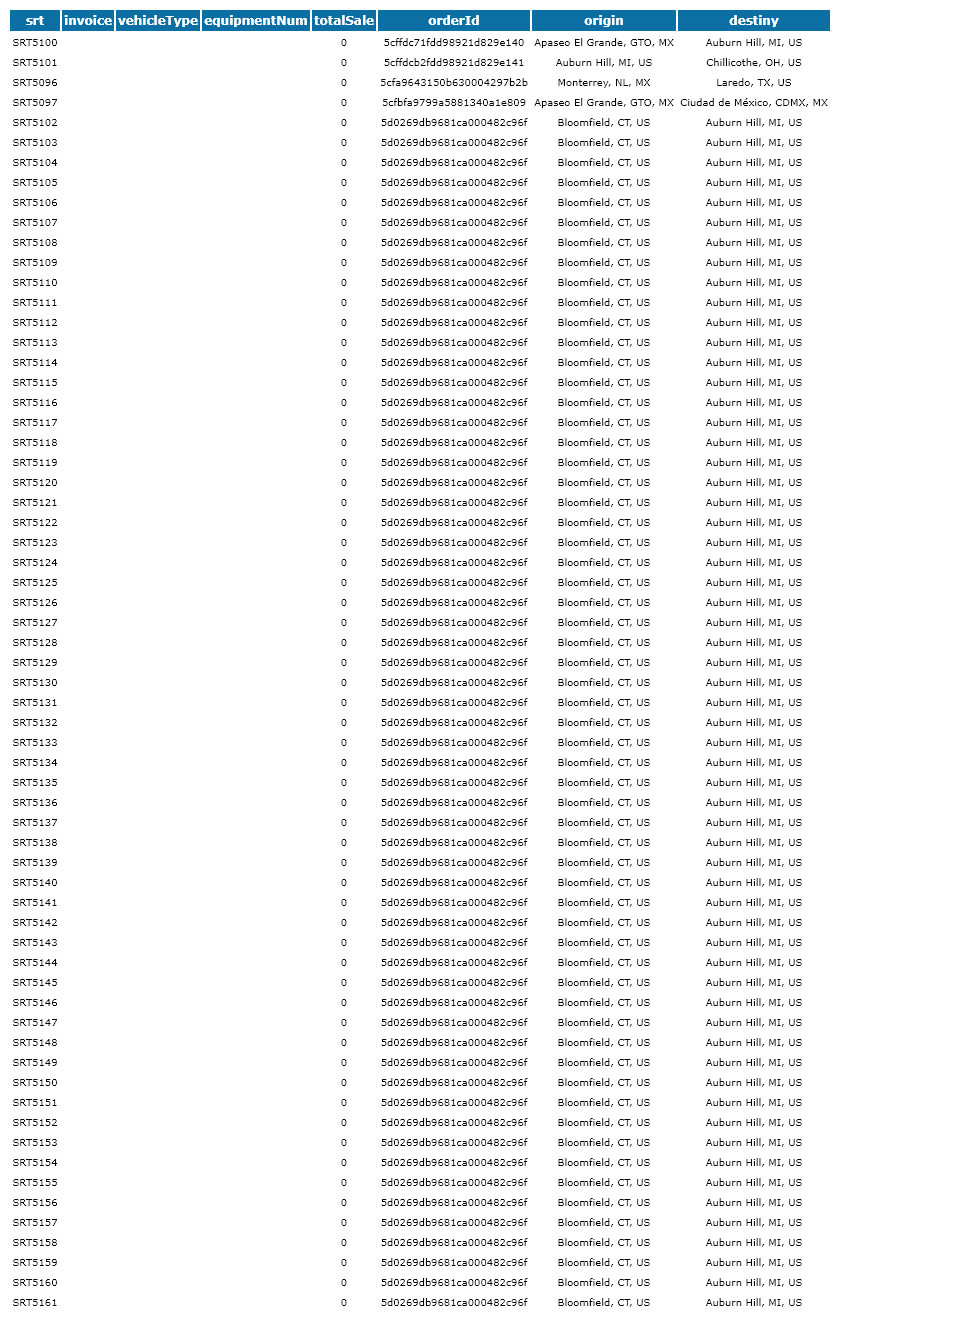 srt invoice vehicleType equipmentNum totalSale orderId origin destiny
SRT5100 0 5cffdc71fdd98921d829e140 Apaseo El Grande, GTO, MX Auburn Hill, MI, US
SRT5101 0 5cffdcb2fdd98921d829e141 Auburn Hill, MI, US Chillicothe, OH, US
SRT5096 0 5cfa9643150b630004297b2b Monterrey, NL, MX Laredo, TX, US
SRT5097 0 5cfbfa9799a5881340a1e809 Apaseo El Grande, GTO, MX Ciudad de México, CDMX, MX
SRT5102 0 5d0269db9681ca000482c96f Bloomfield, CT, US Auburn Hill, MI, US
SRT5103 0 5d0269db9681ca000482c96f Bloomfield, CT, US Auburn Hill, MI, US
SRT5104 0 5d0269db9681ca000482c96f Bloomfield, CT, US Auburn Hill, MI, US
SRT5105 0 5d0269db9681ca000482c96f Bloomfield, CT, US Auburn Hill, MI, US
SRT5106 0 5d0269db9681ca000482c96f Bloomfield, CT, US Auburn Hill, MI, US
SRT5107 0 5d0269db9681ca000482c96f Bloomfield, CT, US Auburn Hill, MI, US
SRT5108 0 5d0269db9681ca000482c96f Bloomfield, CT, US Auburn Hill, MI, US
SRT5109 0 5d0269db9681ca000482c96f Bloomfield, CT, US Auburn Hill, MI, US
SRT5110 0 5d0269db9681ca000482c96f Bloomfield, CT, US Auburn Hill, MI, US
SRT5111 0 5d0269db9681ca000482c96f Bloomfield, CT, US Auburn Hill, MI, US
SRT5112 0 5d0269db9681ca000482c96f Bloomfield, CT, US Auburn Hill, MI, US
SRT5113 0 5d0269db9681ca000482c96f Bloomfield, CT, US Auburn Hill, MI, US
SRT5114 0 5d0269db9681ca000482c96f Bloomfield, CT, US Auburn Hill, MI, US
SRT5115 0 5d0269db9681ca000482c96f Bloomfield, CT, US Auburn Hill, MI, US
SRT5116 0 5d0269db9681ca000482c96f Bloomfield, CT, US Auburn Hill, MI, US
SRT5117 0 5d0269db9681ca000482c96f Bloomfield, CT, US Auburn Hill, MI, US
SRT5118 0 5d0269db9681ca000482c96f Bloomfield, CT, US Auburn Hill, MI, US
SRT5119 0 5d0269db9681ca000482c96f Bloomfield, CT, US Auburn Hill, MI, US
SRT5120 0 5d0269db9681ca000482c96f Bloomfield, CT, US Auburn Hill, MI, US
SRT5121 0 5d0269db9681ca000482c96f Bloomfield, CT, US Auburn Hill, MI, US
SRT5122 0 5d0269db9681ca000482c96f Bloomfield, CT, US Auburn Hill, MI, US
SRT5123 0 5d0269db9681ca000482c96f Bloomfield, CT, US Auburn Hill, MI, US
SRT5124 0 5d0269db9681ca000482c96f Bloomfield, CT, US Auburn Hill, MI, US
SRT5125 0 5d0269db9681ca000482c96f Bloomfield, CT, US Auburn Hill, MI, US
SRT5126 0 5d0269db9681ca000482c96f Bloomfield, CT, US Auburn Hill, MI, US
SRT5127 0 5d0269db9681ca000482c96f Bloomfield, CT, US Auburn Hill, MI, US
SRT5128 0 5d0269db9681ca000482c96f Bloomfield, CT, US Auburn Hill, MI, US
SRT5129 0 5d0269db9681ca000482c96f Bloomfield, CT, US Auburn Hill, MI, US
SRT5130 0 5d0269db9681ca000482c96f Bloomfield, CT, US Auburn Hill, MI, US
SRT5131 0 5d0269db9681ca000482c96f Bloomfield, CT, US Auburn Hill, MI, US
SRT5132 0 5d0269db9681ca000482c96f Bloomfield, CT, US Auburn Hill, MI, US
SRT5133 0 5d0269db9681ca000482c96f Bloomfield, CT, US Auburn Hill, MI, US
SRT5134 0 5d0269db9681ca000482c96f Bloomfield, CT, US Auburn Hill, MI, US
SRT5135 0 5d0269db9681ca000482c96f Bloomfield, CT, US Auburn Hill, MI, US
SRT5136 0 5d0269db9681ca000482c96f Bloomfield, CT, US Auburn Hill, MI, US
SRT5137 0 5d0269db9681ca000482c96f Bloomfield, CT, US Auburn Hill, MI, US
SRT5138 0 5d0269db9681ca000482c96f Bloomfield, CT, US Auburn Hill, MI, US
SRT5139 0 5d0269db9681ca000482c96f Bloomfield, CT, US Auburn Hill, MI, US
SRT5140 0 5d0269db9681ca000482c96f Bloomfield, CT, US Auburn Hill, MI, US
SRT5141 0 5d0269db9681ca000482c96f Bloomfield, CT, US Auburn Hill, MI, US
SRT5142 0 5d0269db9681ca000482c96f Bloomfield, CT, US Auburn Hill, MI, US
SRT5143 0 5d0269db9681ca000482c96f Bloomfield, CT, US Auburn Hill, MI, US
SRT5144 0 5d0269db9681ca000482c96f Bloomfield, CT, US Auburn Hill, MI, US
SRT5145 0 5d0269db9681ca000482c96f Bloomfield, CT, US Auburn Hill, MI, US
SRT5146 0 5d0269db9681ca000482c96f Bloomfield, CT, US Auburn Hill, MI, US
SRT5147 0 5d0269db9681ca000482c96f Bloomfield, CT, US Auburn Hill, MI, US
SRT5148 0 5d0269db9681ca000482c96f Bloomfield, CT, US Auburn Hill, MI, US
SRT5149 0 5d0269db9681ca000482c96f Bloomfield, CT, US Auburn Hill, MI, US
SRT5150 0 5d0269db9681ca000482c96f Bloomfield, CT, US Auburn Hill, MI, US
SRT5151 0 5d0269db9681ca000482c96f Bloomfield, CT, US Auburn Hill, MI, US
SRT5152 0 5d0269db9681ca000482c96f Bloomfield, CT, US Auburn Hill, MI, US
SRT5153 0 5d0269db9681ca000482c96f Bloomfield, CT, US Auburn Hill, MI, US
SRT5154 0 5d0269db9681ca000482c96f Bloomfield, CT, US Auburn Hill, MI, US
SRT5155 0 5d0269db9681ca000482c96f Bloomfield, CT, US Auburn Hill, MI, US
SRT5156 0 5d0269db9681ca000482c96f Bloomfield, CT, US Auburn Hill, MI, US
SRT5157 0 5d0269db9681ca000482c96f Bloomfield, CT, US Auburn Hill, MI, US
SRT5158 0 5d0269db9681ca000482c96f Bloomfield, CT, US Auburn Hill, MI, US
SRT5159 0 5d0269db9681ca000482c96f Bloomfield, CT, US Auburn Hill, MI, US
SRT5160 0 5d0269db9681ca000482c96f Bloomfield, CT, US Auburn Hill, MI, US
SRT5161 0 5d0269db9681ca000482c96f Bloomfield, CT, US Auburn Hill, MI, US